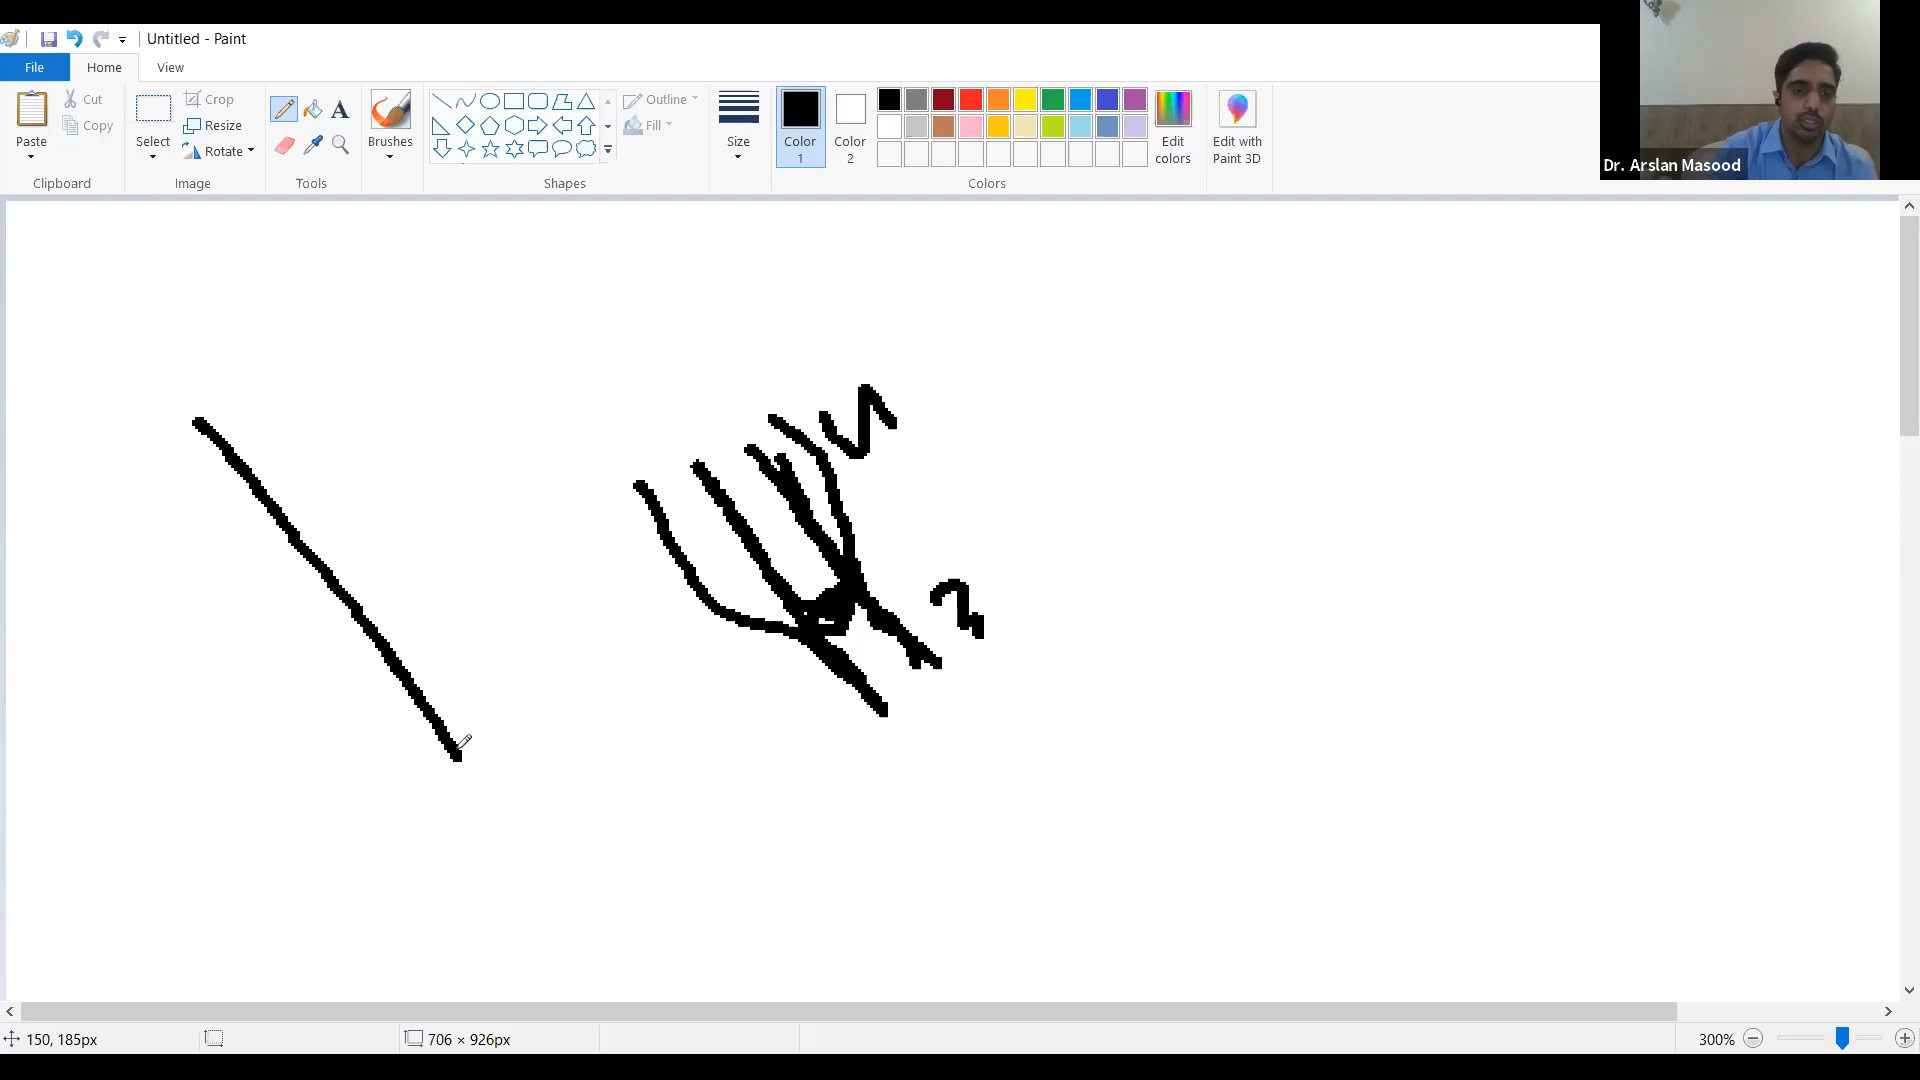 Untitled - Paint
File Home View
Paste
Cut
Copy
Clipboard
Select
Crop
Resize
Rotate
Image
Tools
Brushes
Shapes
Outline
Fill
Size
Color 1
Color 2
Edit colors
Edit with Paint 3D
Colors
Dr. Arslan Masood
150, 185px
706 × 926px
300%